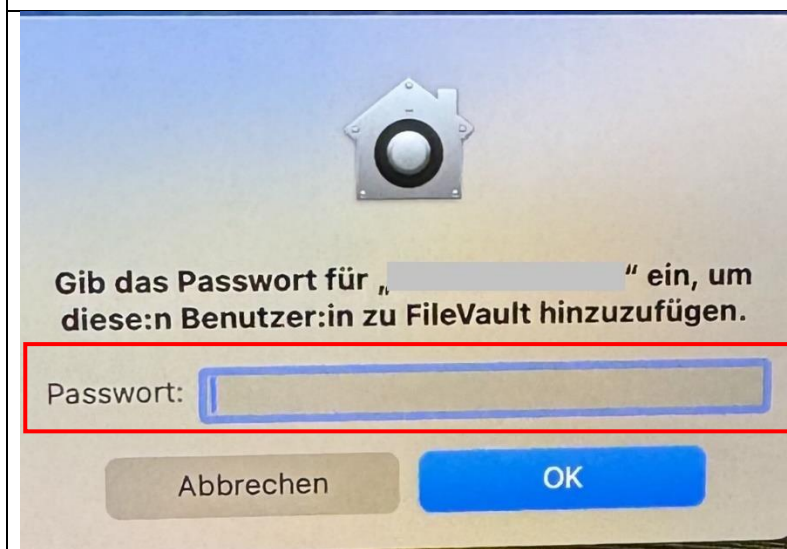 Gib das Passwort für „ “ ein, um
diese:n Benutzer:in zu FileVault hinzuzufügen.
Passwort:
Abbrechen
OK